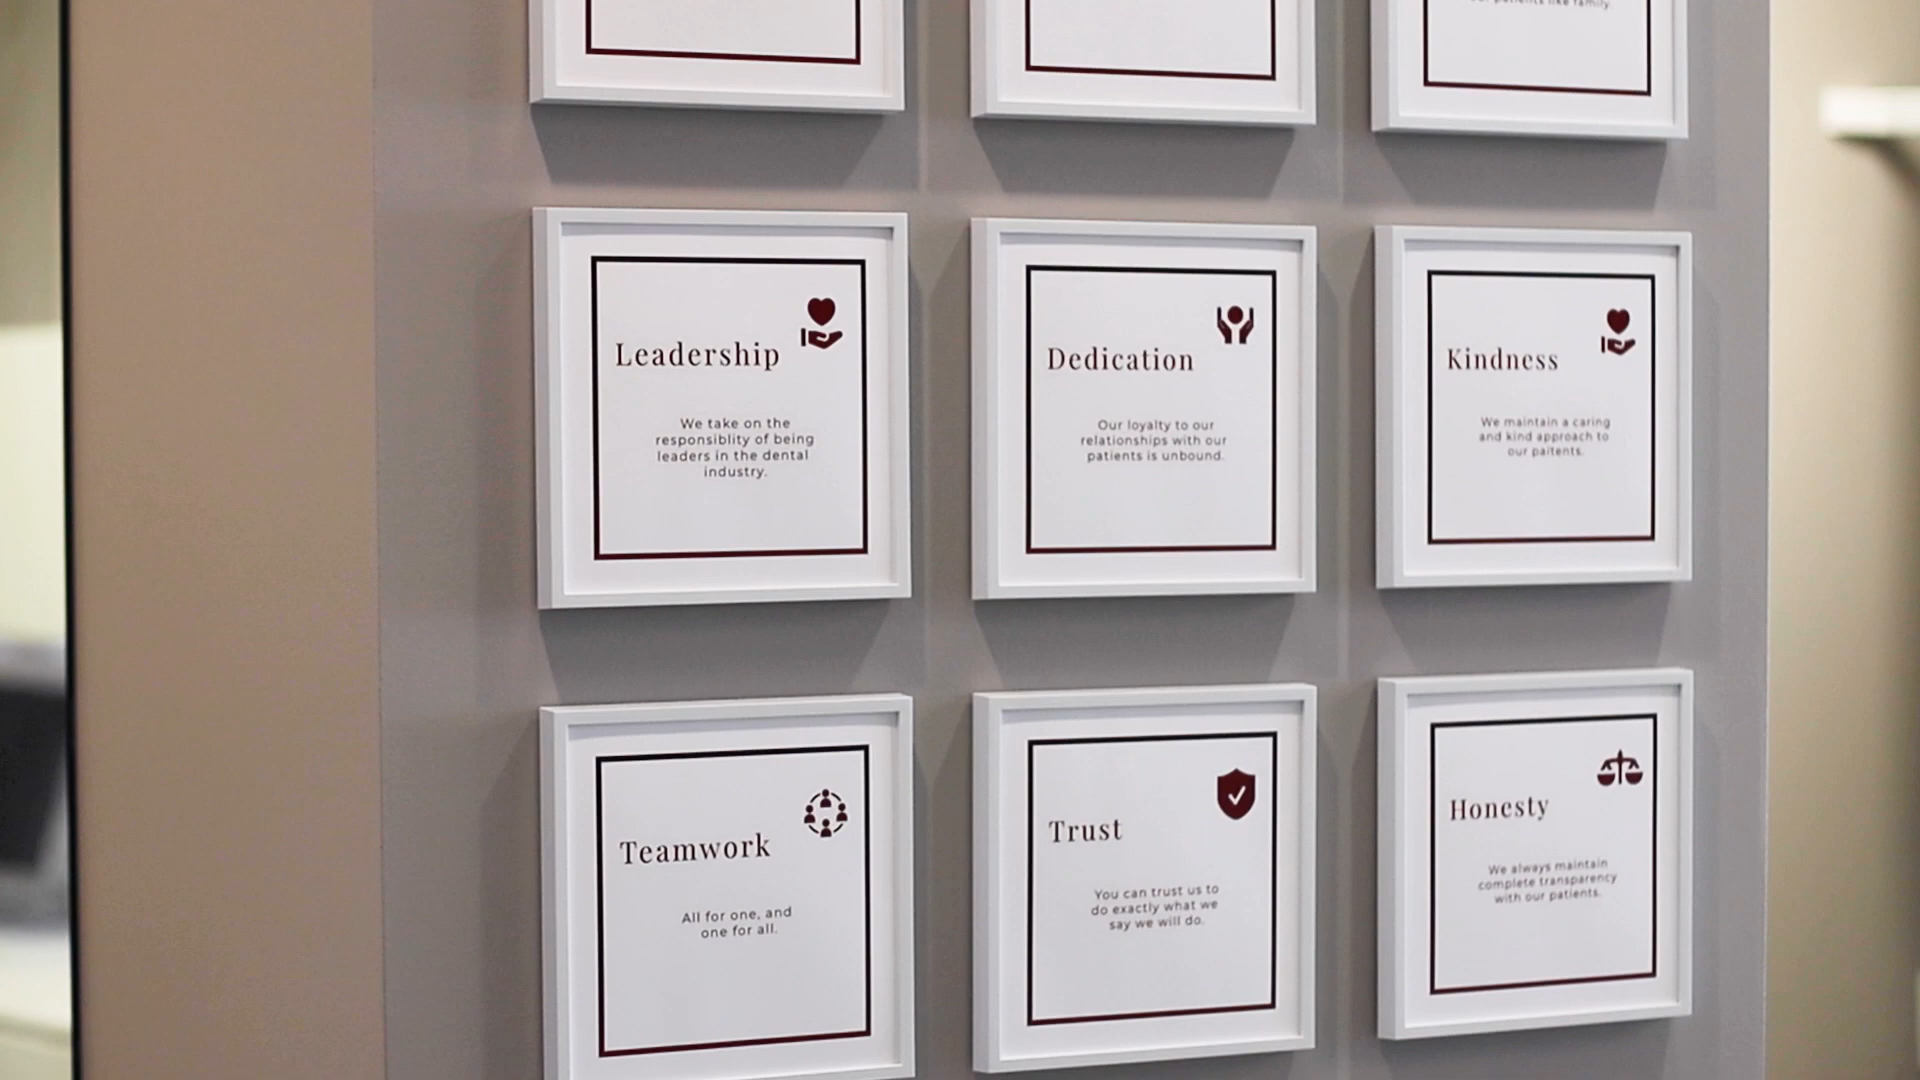 patients like family.
Leadership
We take on the
responsiblity of being
leaders in the dental
industry.
Dedication
Our loyalty to our
relationships with our
patients is unbound.
Kindness
We maintain a caring
and kind approach to
our paitents.
Teamwork
All for one, and
one for all.
Trust
You can trust us to
do exactly what we
say we will do.
Honesty
We always maintain
complete transparency
with our patients.